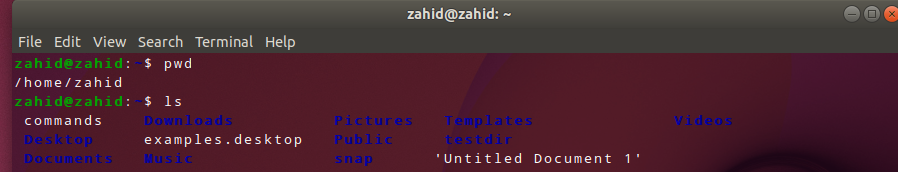 zahid@zahid: ~
File Edit View Search Terminal Help
zahid@zahid:~$ pwd
/home/zahid
zahid@zahid:~$ ls
commands Downloads Pictures Templates Videos
Desktop examples.desktop Public testdir
Documents Music snap 'Untitled Document 1'